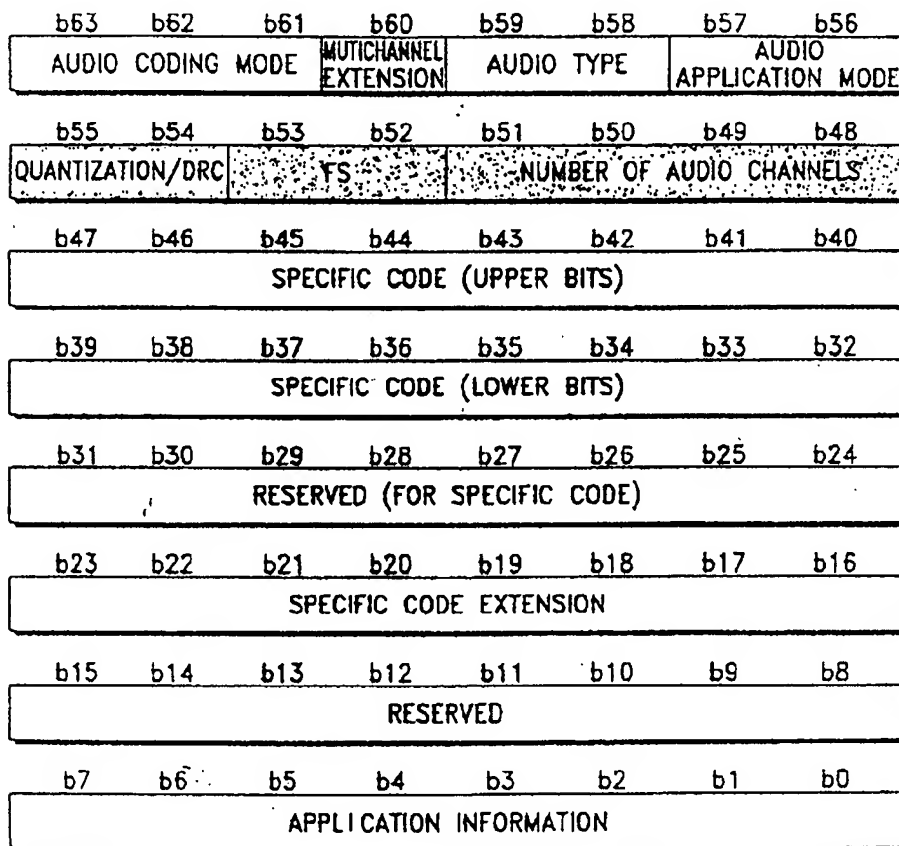 b63 b62 b61 b60 b59 b58 b57 b56
AUDIO CODING MODE
MUTICHANNEL
EXTENSION
AUDIO TYPE
AUDIO
APPLICATION MODE
b55 b54 b53 b52 b51 b50 b49 b48
QUANTIZATION/DRC FS NUMBER OF AUDIO CHANNELS
b47 b46 b45 b44 b43 b42 b41 b40
SPECIFIC CODE (UPPER BITS)
b39 b38 b37 b36 b35 b34 b33 b32
SPECIFIC CODE (LOWER BITS)
b31 b30 b29 b28 b27 b26 b25 b24
RESERVED (FOR SPECIFIC CODE)
b23 b22 b21 b20 b19 b18 b17 b16
SPECIFIC CODE EXTENSION
b15 b14 b13 b12 b11 b10 b9 b8
RESERVED
b7 b6 b5 b4 b3 b2 b1 b0
APPLICATION INFORMATION